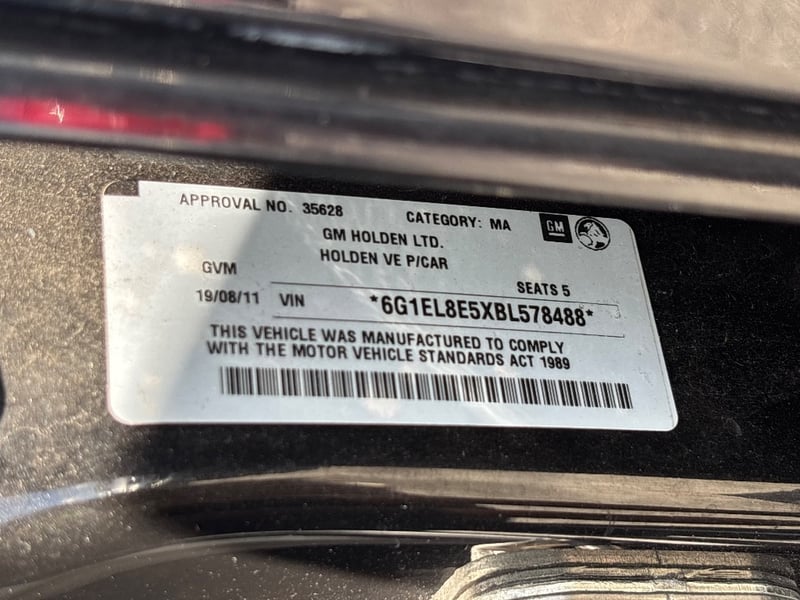 APPROVAL NO. 35628 CATEGORY: MA GM
GM HOLDEN LTD.
HOLDEN VE P/CAR
GVM SEATS 5
19/08/11 VIN *6G1EL8E5XBL578488*
THIS VEHICLE WAS MANUFACTURED TO COMPLY
WITH THE MOTOR VEHICLE STANDARDS ACT 1989